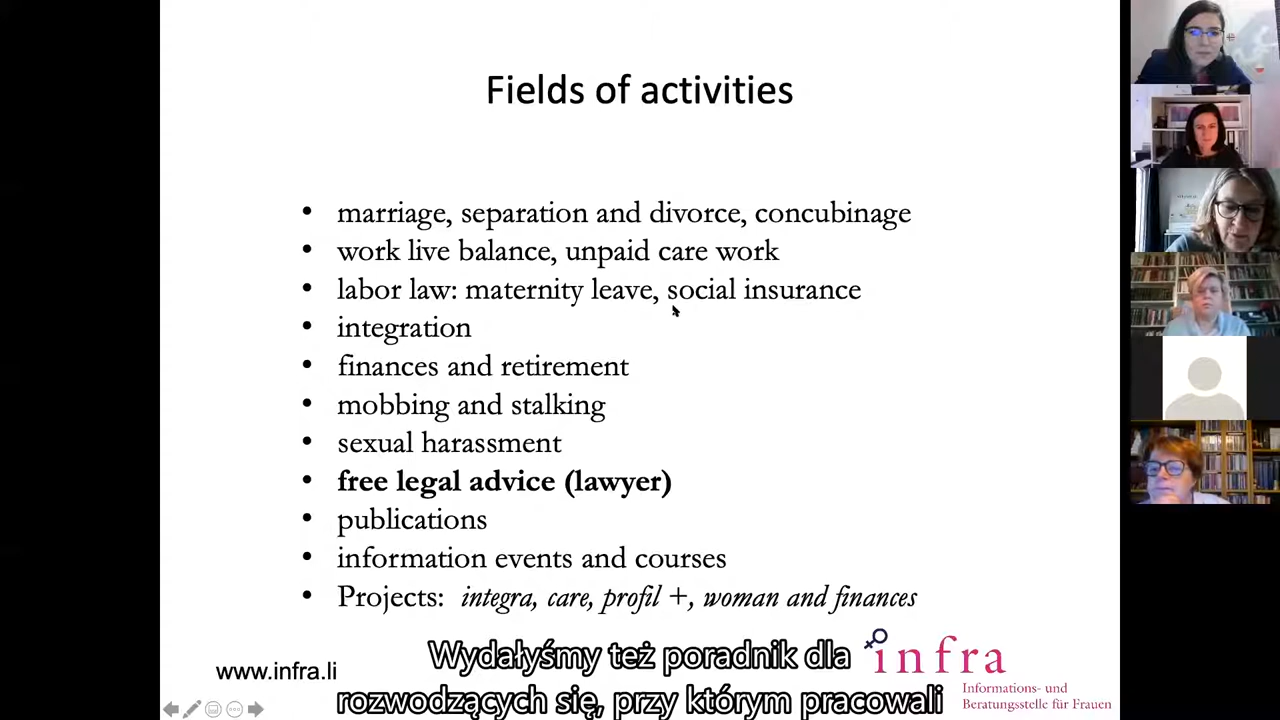 Fields of activities
• marriage, separation and divorce, concubinage
• work live balance, unpaid care work
• labor law: maternity leave, social insurance
• integration
• finances and retirement
• mobbing and stalking
• sexual harassment
• free legal advice (lawyer)
• publications
• information events and courses
• Projects: integra, care, profil +, woman and finances
www.infra.li
infra
Informations- und
Beratungsstelle für Frauen
Wydałyśmy też poradnik dla
rozwodzących się, przy którym pracowali